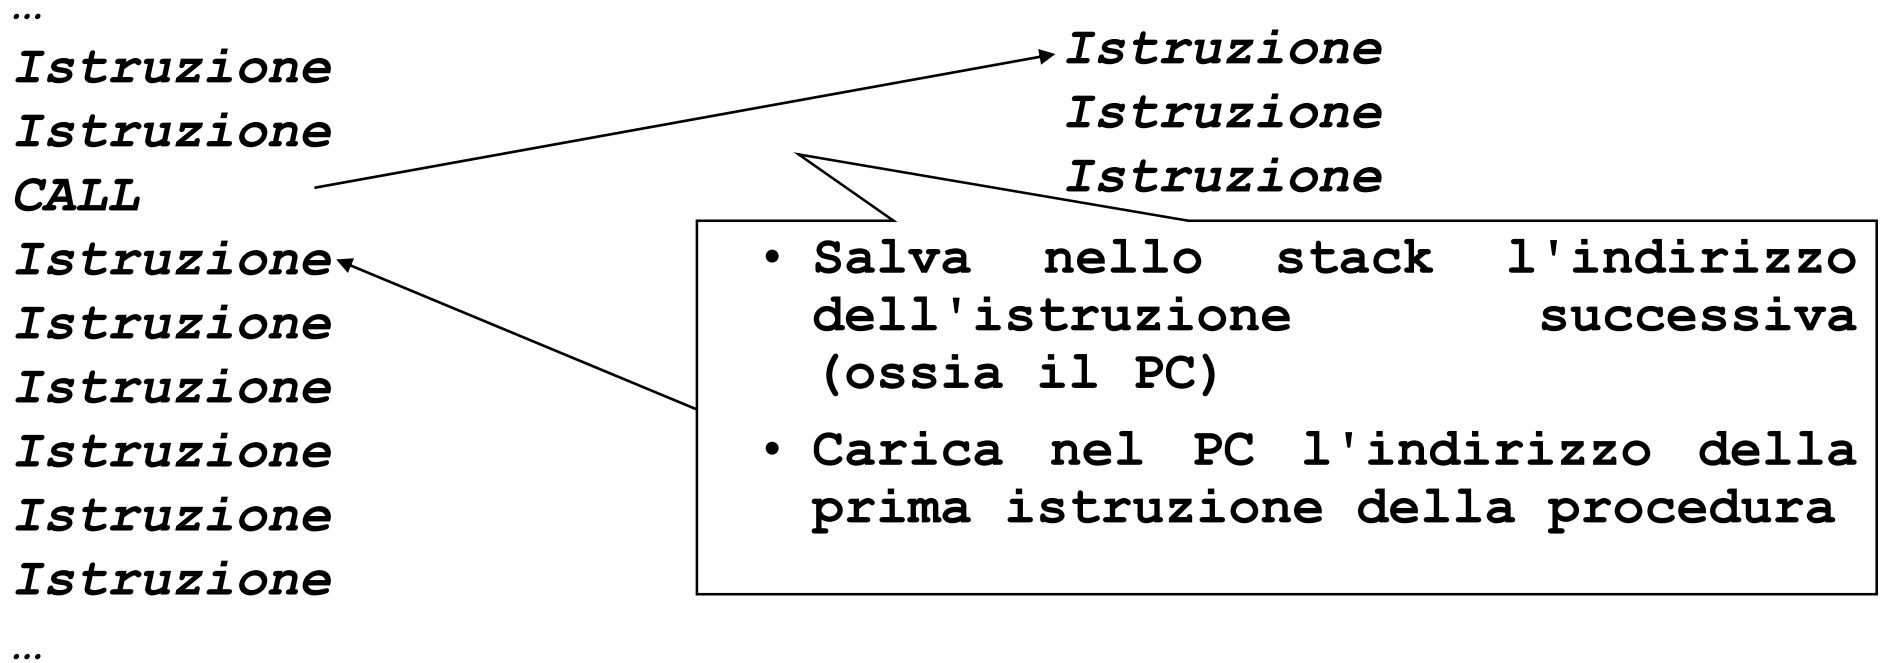 …
Istruzione
Istruzione
CALL
Istruzione
Istruzione
Istruzione
Istruzione
Istruzione
Istruzione
…
Istruzione
Istruzione
Istruzione
• Salva nello stack l'indirizzo
dell'istruzione successiva
(ossia il PC)
• Carica nel PC l'indirizzo della
prima istruzione della procedura